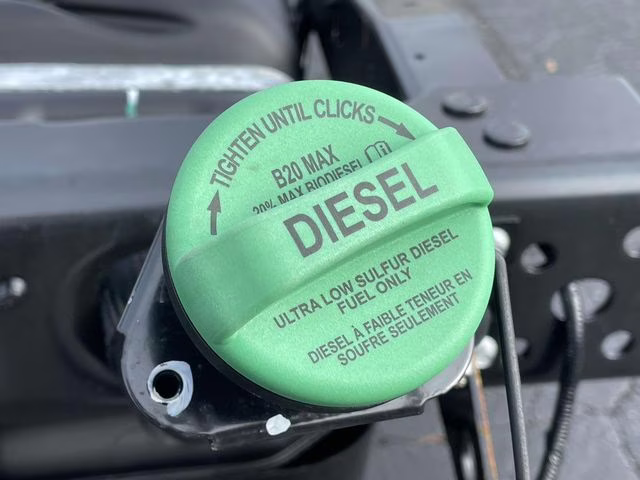 TIGHTEN UNTIL CLICKS
B20 MAX
20% MAX BIODIESEL
DIESEL
ULTRA LOW SULFUR DIESEL
FUEL ONLY
DIESEL À FAIBLE TENEUR EN
SOUFRE SEULEMENT